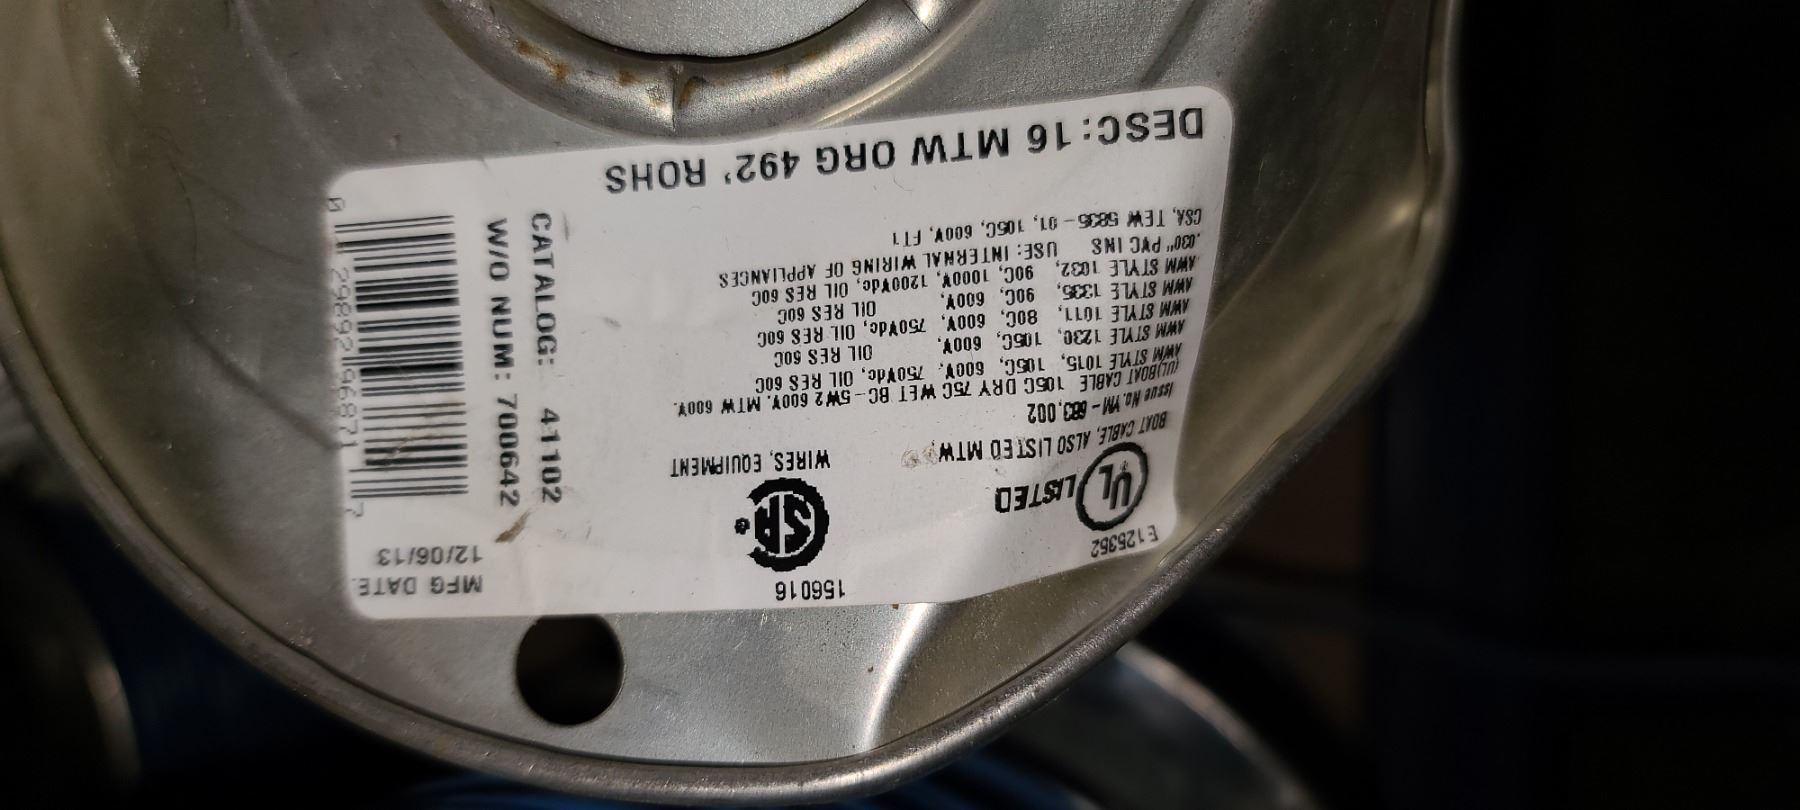 DESC: 16 MTW ORG 492' ROHS
CSA, TEW 5836-01, 105C, 600V, FT1
.030" PVC INS USE: INTERNAL WIRING OF APPLIANCES
AWM STYLE 1032, 90C, 1000V, 1200Vdc, OIL RES 60C
AWM STYLE 1335, 90C, 600V, OIL RES 60C
AWM STYLE 1011, 80C, 600V, 750Vdc, OIL RES 60C
AWM STYLE 1230, 105C, 600V, OIL RES 60C
AWM STYLE 1015, 105C, 600V, 750Vdc, OIL RES 60C
(UL)BOAT CABLE 105C DRY 75C WET BC-5W2 600V. MTW 600V.
Issue No. YM-683,002
BOAT CABLE, ALSO LISTED MTW
WIRES, EQUIPMENT
UL LISTED
SA
E125352
156016
CATALOG: 41102
W/O NUM: 700642
MFG DATE
12/06/13